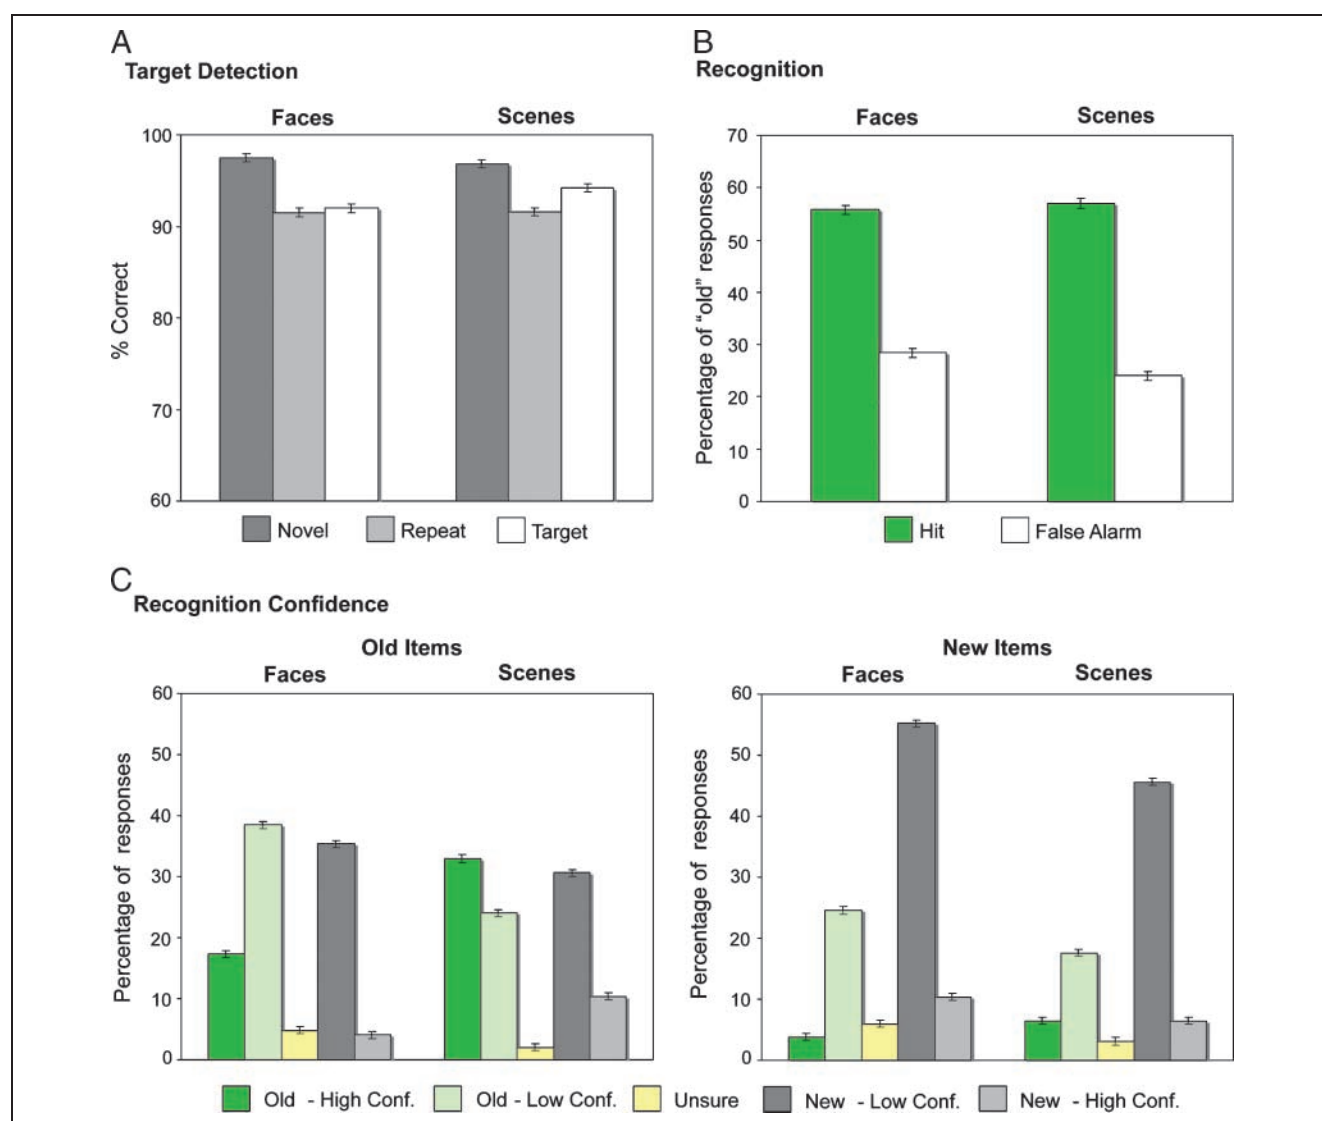 A
Target Detection
Faces Scenes
% Correct
100
90
80
70
60
Novel Repeat Target
B
Recognition
Faces Scenes
Percentage of “old” responses
70
60
50
40
30
20
10
0
Hit False Alarm
C
Recognition Confidence
Old Items
Faces Scenes
Percentage of responses
60
50
40
30
20
10
0
New Items
Faces Scenes
Percentage of responses
60
50
40
30
20
10
0
Old - High Conf. Old - Low Conf. Unsure New - Low Conf. New - High Conf.